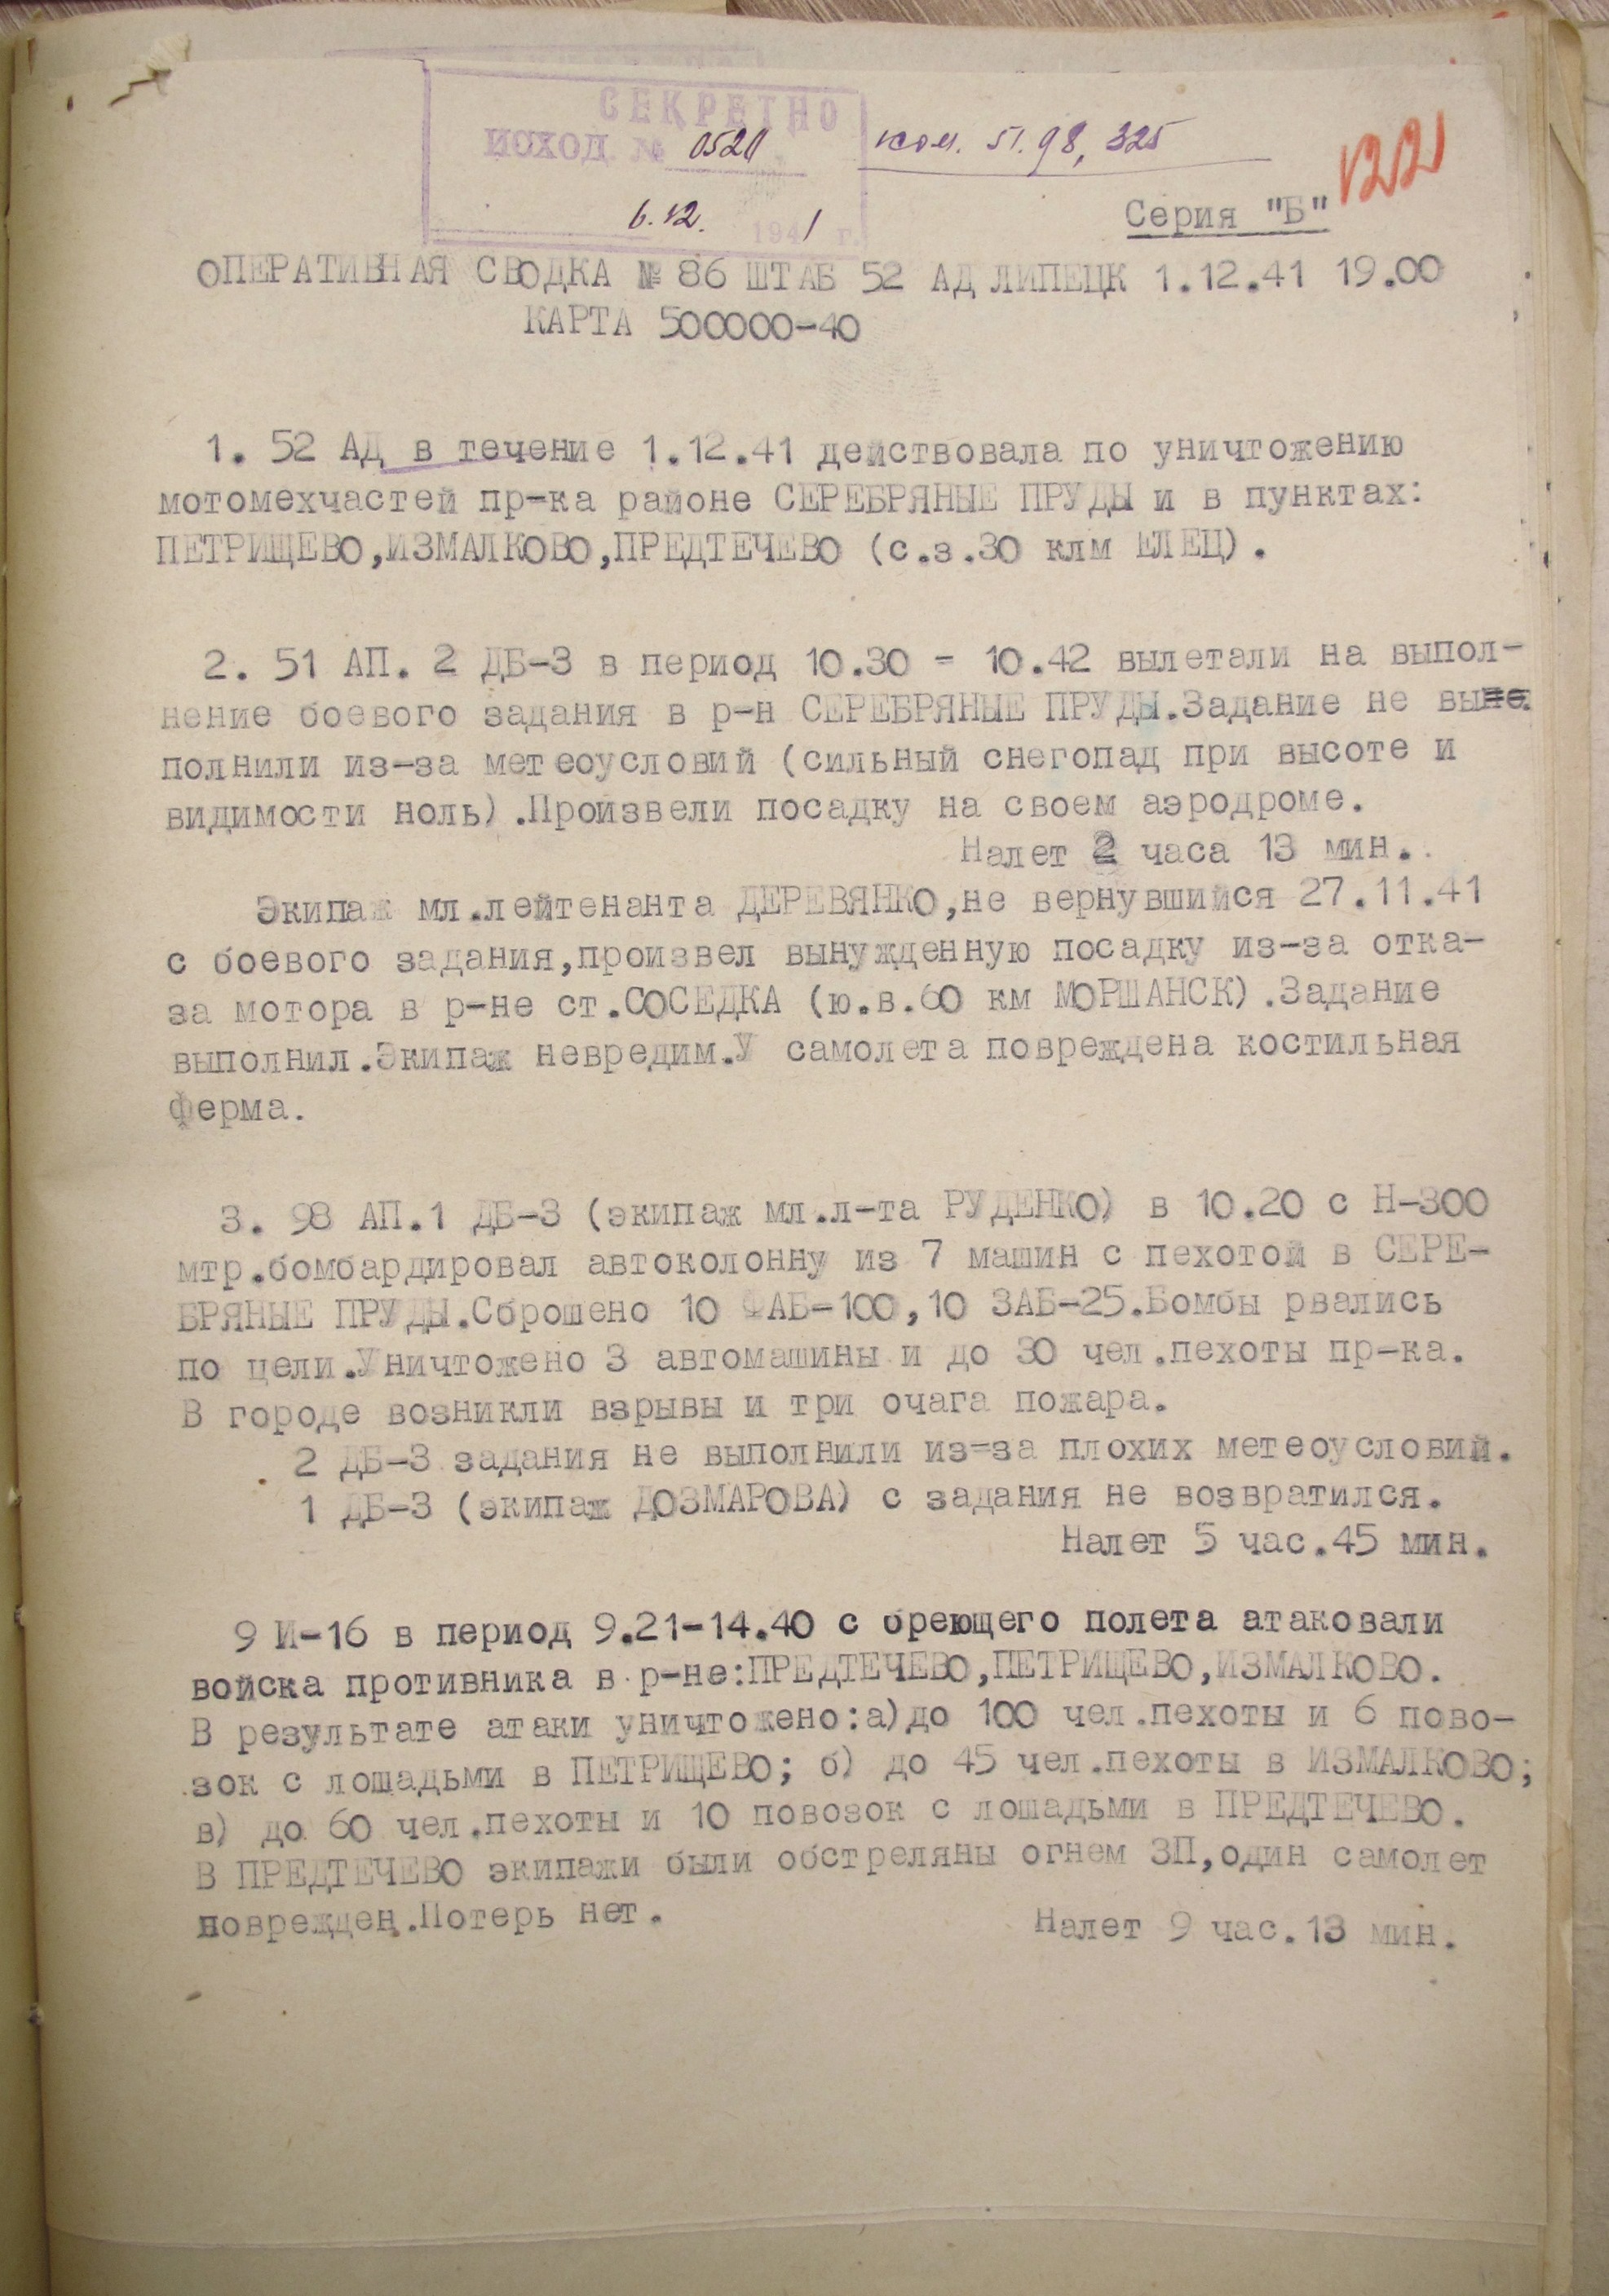 СЕКРЕТНО
ИСХОД № 0520
ком. 51. 98, 325
122
6.12. 1941 г.
Серия "Б"
ОПЕРАТИВНАЯ СВОДКА № 86 ШТАБ 52 АД ЛИПЕЦК 1.12.41 19.00
КАРТА 500000-40
1. 52 АД в течение 1.12.41 действовала по уничтожению
мотомехчастей пр-ка районе СЕРЕБРЯНЫЕ ПРУДЫ и в пунктах:
ПЕТРИЩЕВО,ИЗМАЛКОВО,ПРЕДТЕЧЕВО (с.з.30 клм ЕЛЕЦ).
2. 51 АП. 2 ДБ-3 в период 10.30 - 10.42 вылетали на выпол-
нение боевого задания в р-н СЕРЕБРЯНЫЕ ПРУДЫ.Задание не вы
полнили из-за метеоусловий (сильный снегопад при высоте и
видимости ноль).Произвели посадку на своем аэродроме.
Налет 2 часа 13 мин.
Экипаж мл.лейтенанта ДЕРЕВЯНКО,не вернувшийся 27.11.41
с боевого задания,произвел вынужденную посадку из-за отка-
за мотора в р-не ст.СОСЕДКА (ю.в.60 км МОРШАНСК).Задание
выполнил.Экипаж невредим.У самолета повреждена костильная
ферма.
3. 98 АП.1 ДБ-3 (экипаж мл.л-та РУДЕНКО) в 10.20 с Н-300
мтр.бомбардировал автоколонну из 7 машин с пехотой в СЕРЕ-
БРЯНЫЕ ПРУДЫ.Сброшено 10 ФАБ-100,10 ЗАБ-25.Бомбы рвались
по цели.Уничтожено 3 автомашины и до 30 чел.пехоты пр-ка.
В городе возникли взрывы и три очага пожара.
2 ДБ-3 задания не выполнили из=за плохих метеоусловий.
1 ДБ-3 (экипаж ДОЗМАРОВА) с задания не возвратился.
Налет 5 час.45 мин.
9 И-16 в период 9.21-14.40 с бреющего полета атаковали
войска противника в р-не:ПРЕДТЕЧЕВО,ПЕТРИЩЕВО,ИЗМАЛКОВО.
В результате атаки уничтожено:а)до 100 чел.пехоты и 6 пово-
зок с лошадьми в ПЕТРИЩЕВО; б) до 45 чел.пехоты в ИЗМАЛКОВО;
в) до 60 чел.пехоты и 10 повозок с лошадьми в ПРЕДТЕЧЕВО.
В ПРЕДТЕЧЕВО экипажи были обстреляны огнем ЗП,один самолет
поврежден.Потерь нет.
Налет 9 час.13 мин.